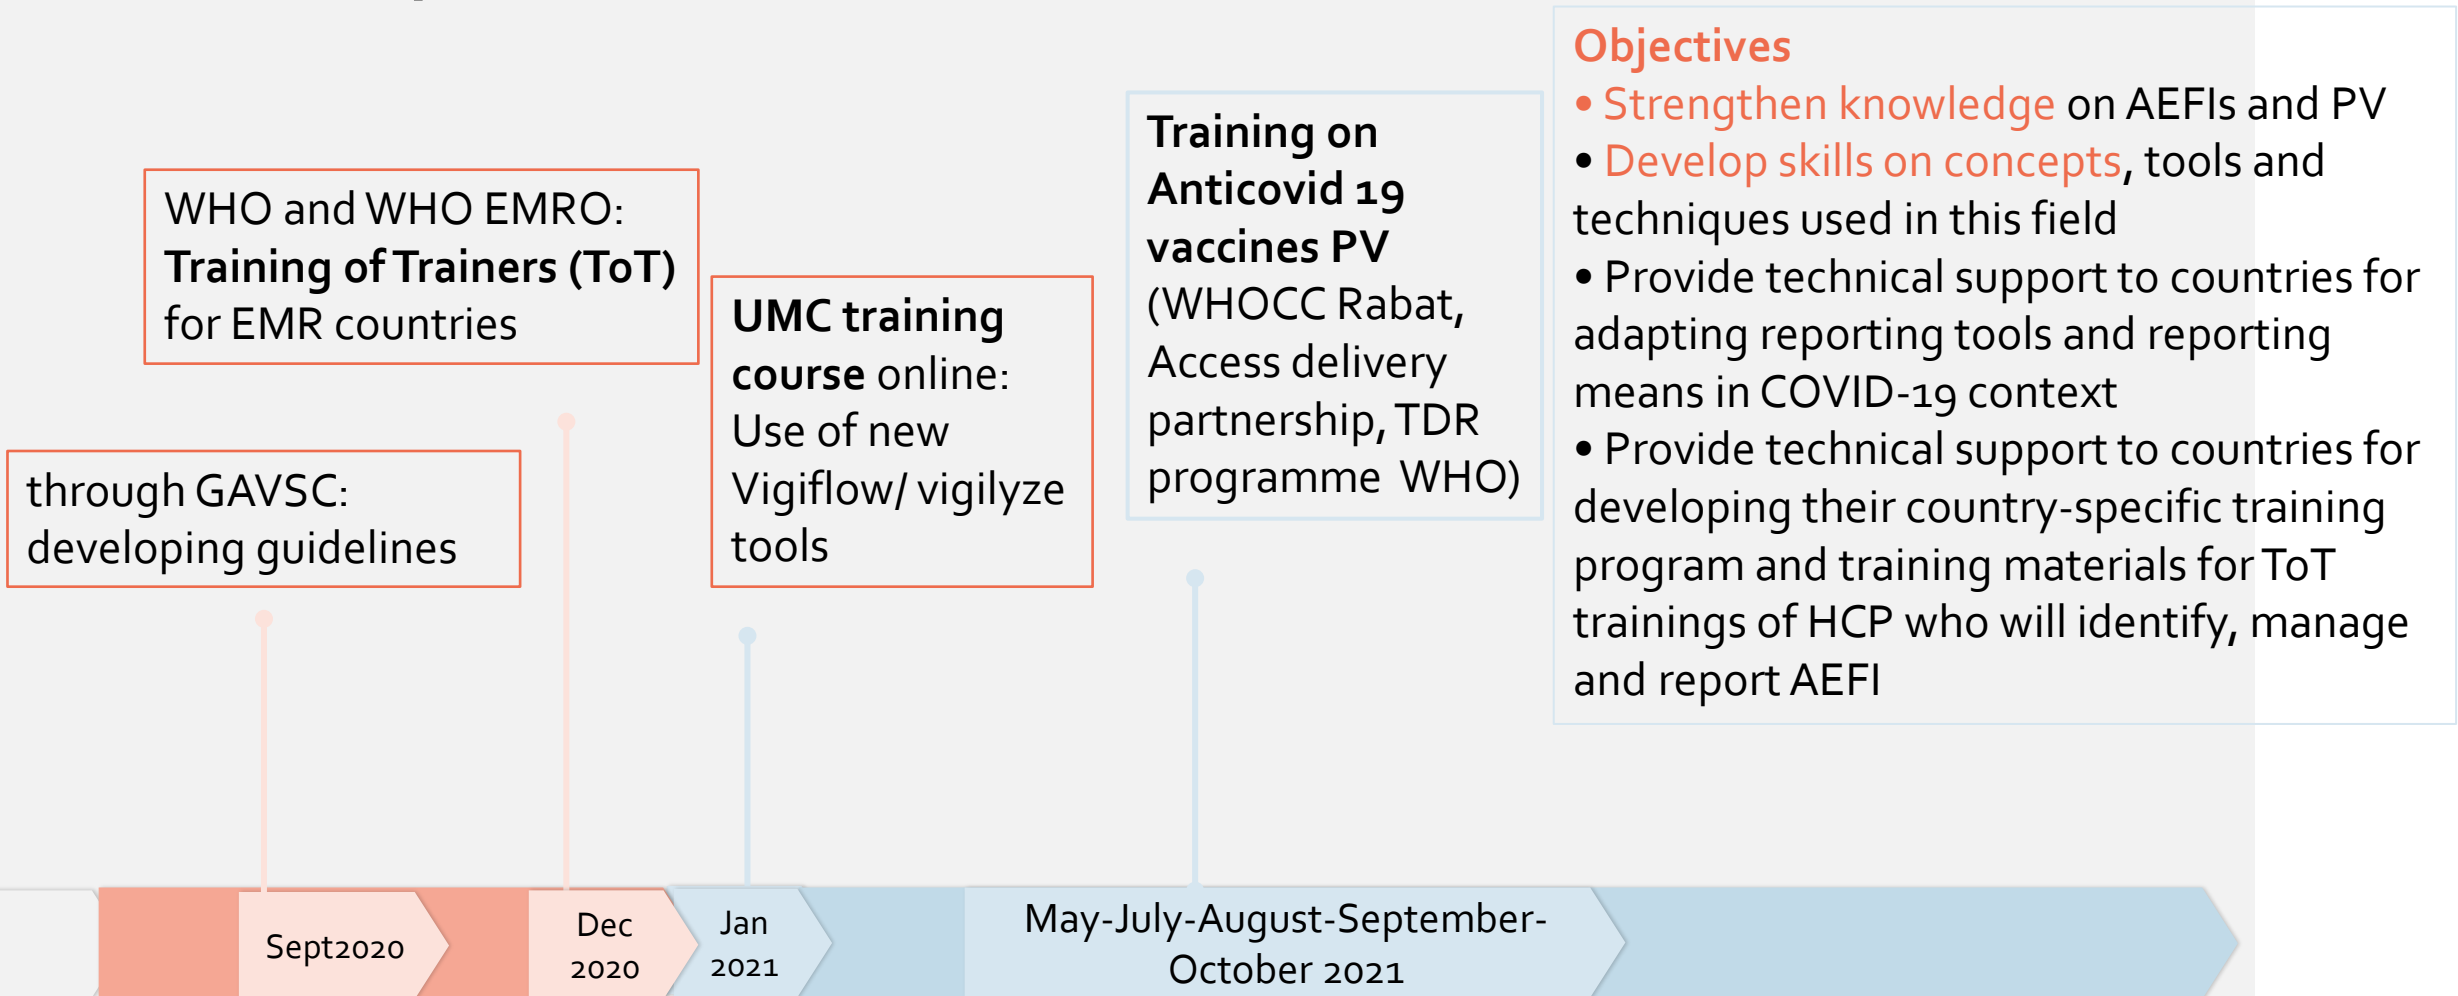 through GAVSC:
developing guidelines
WHO and WHO EMRO:
Training of Trainers (ToT)
for EMR countries
UMC training
course online:
Use of new
Vigiflow/ vigilyze
tools
Training on
Anticovid 19
vaccines PV
(WHOCC Rabat,
Access delivery
partnership, TDR
programme WHO)
Objectives
• Strengthen knowledge on AEFIs and PV
• Develop skills on concepts, tools and
techniques used in this field
• Provide technical support to countries for
adapting reporting tools and reporting
means in COVID-19 context
• Provide technical support to countries for
developing their country-specific training
program and training materials for ToT
trainings of HCP who will identify, manage
and report AEFI
Sept2020
Dec
2020
Jan
2021
May-July-August-September-
October 2021